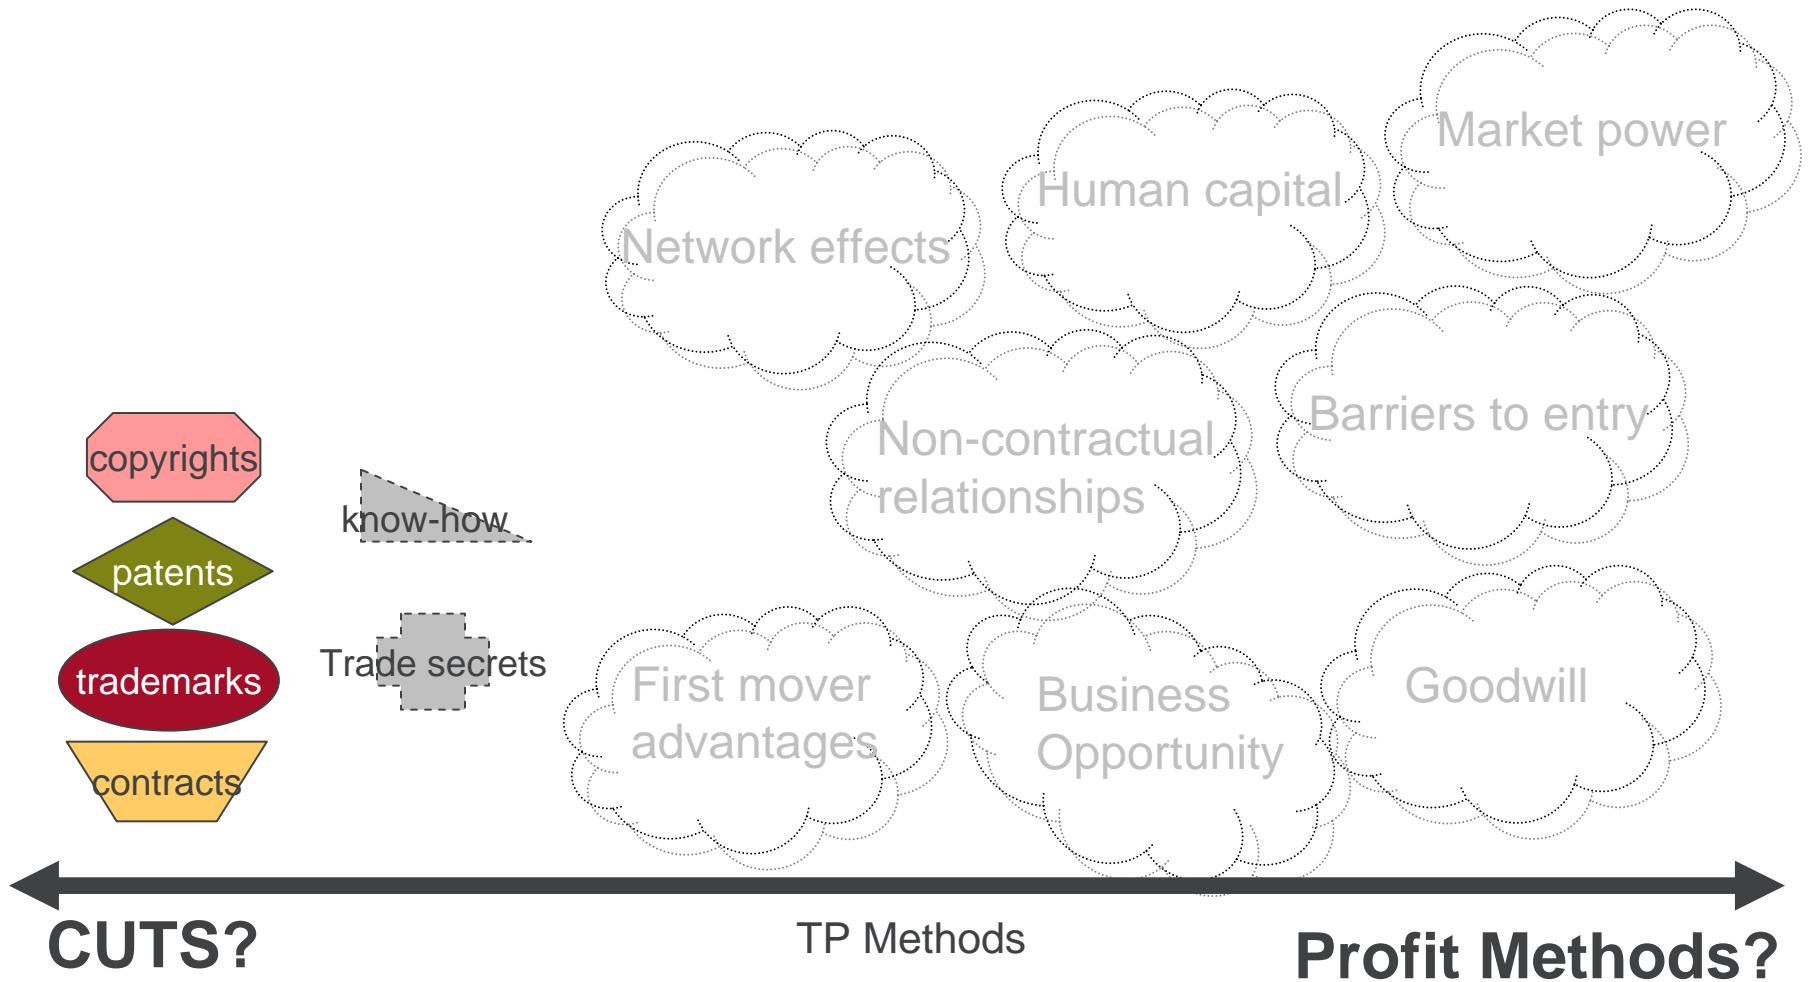 Market power
Human capital
Network effects
Barriers to entry
Non-contractual
relationships
copyrights
know-how
patents
Trade secrets
trademarks
contracts
First mover
advantages
Business
Opportunity
Goodwill
CUTS?
TP Methods
Profit Methods?